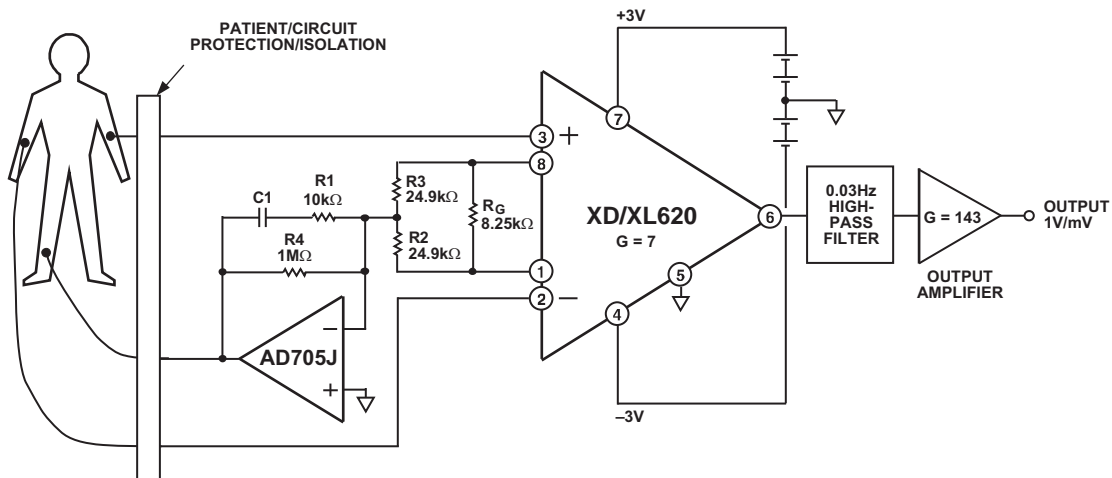 PATIENT/CIRCUIT
PROTECTION/ISOLATION
+3V
7
3
+
8
C1
R1
10kΩ
R3
24.9kΩ
RG
8.25kΩ
R4
1MΩ
R2
24.9kΩ
XD/XL620
G = 7
6
0.03Hz
HIGH-
PASS
FILTER
G = 143
OUTPUT
1V/mV
OUTPUT
AMPLIFIER
1
2
–
5
4
–
AD705J
+
–3V